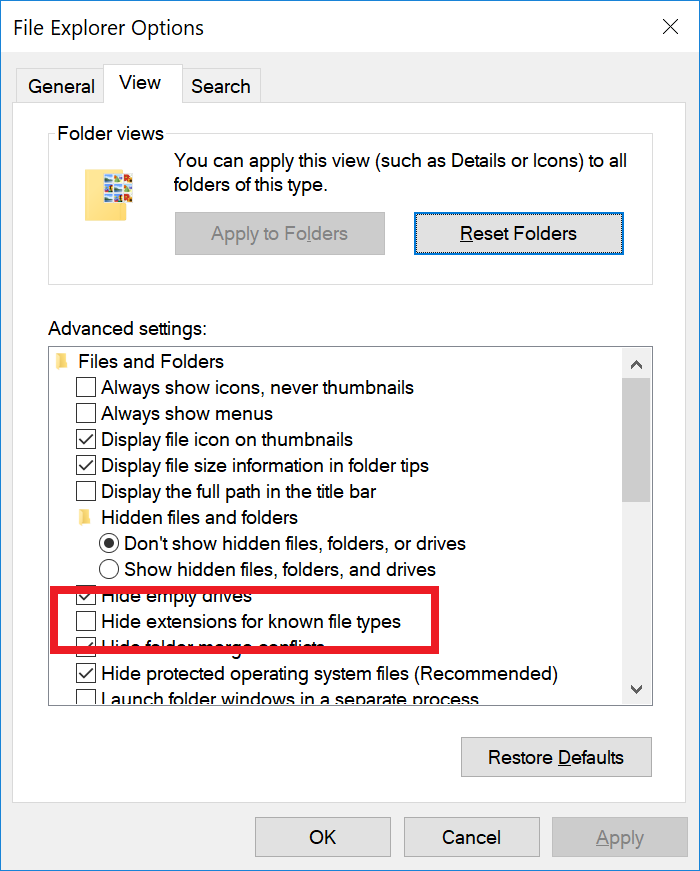 File Explorer Options
General
View
Search
Folder views
You can apply this view (such as Details or Icons) to all
folders of this type.
Apply to Folders
Reset Folders
Advanced settings:
Files and Folders
Always show icons, never thumbnails
Always show menus
Display file icon on thumbnails
Display file size information in folder tips
Display the full path in the title bar
Hidden files and folders
Don't show hidden files, folders, or drives
Show hidden files, folders, and drives
Hide empty drives
Hide extensions for known file types
Hide folder merge conflicts
Hide protected operating system files (Recommended)
Launch folder windows in a separate process
Restore Defaults
OK
Cancel
Apply